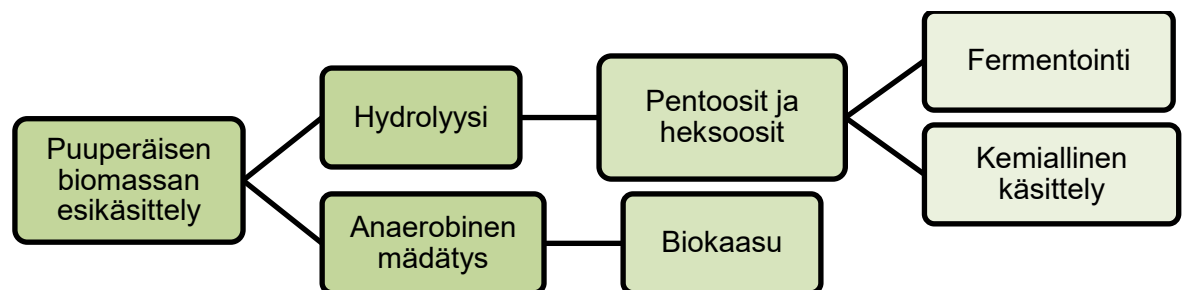 Puuperäisen
biomassan
esikäsittely
Hydrolyysi
Anaerobinen
mädätys
Pentoosit ja
heksoosit
Biokaasu
Fermentointi
Kemiallinen
käsittely